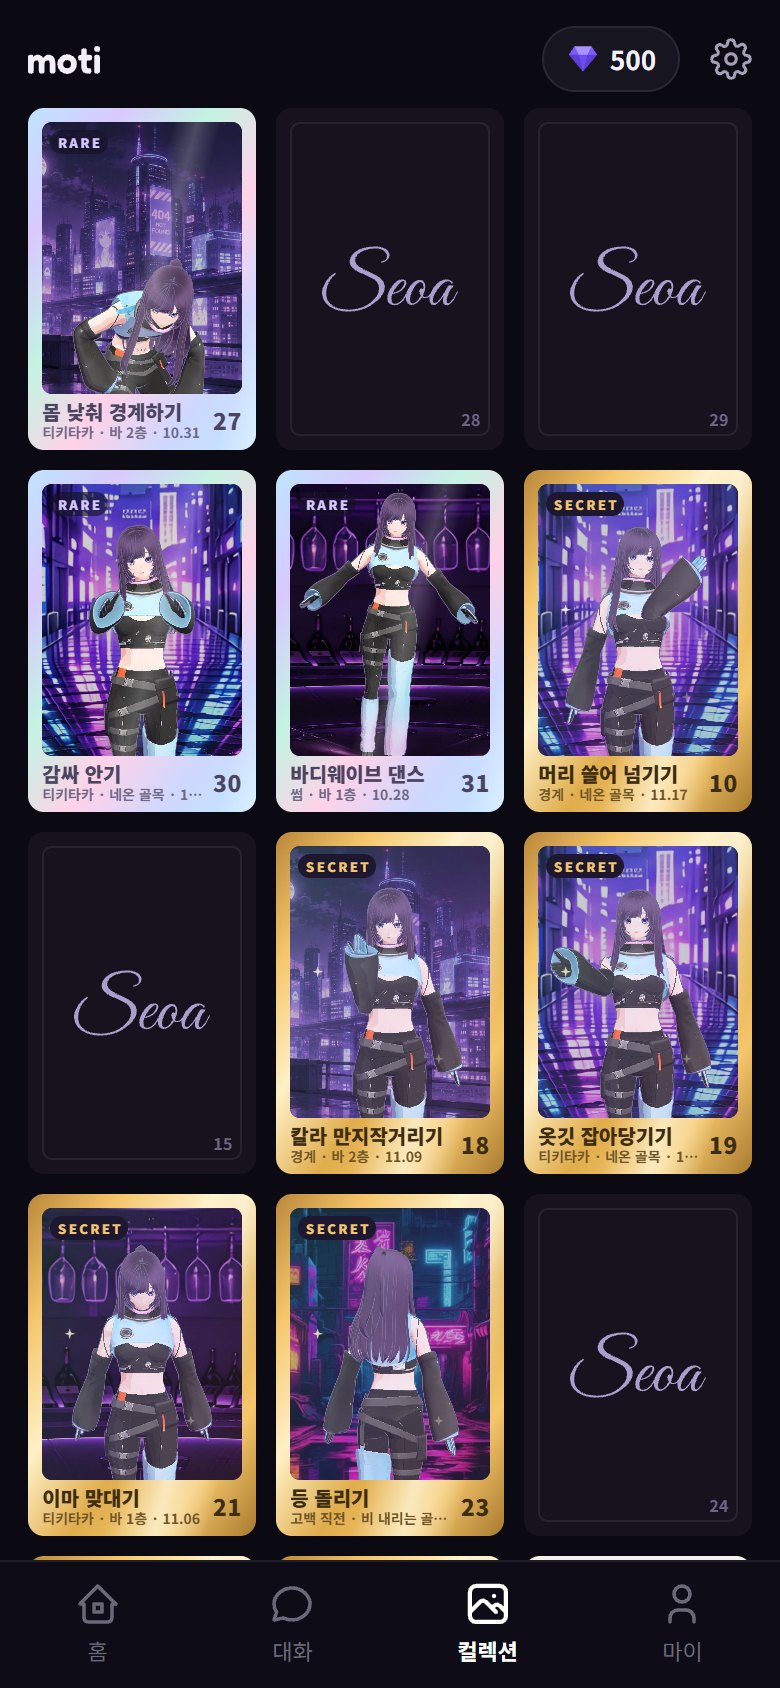 moti
500
RARE
404
NOT
FOUND
몸 낮춰 경계하기
티키타카 · 바 2층 · 10.31
27
Seoa
28
Seoa
29
RARE
감싸 안기
티키타카 · 네온 골목 · 1···
30
RARE
바디웨이브 댄스
썸 · 바 1층 · 10.28
31
SECRET
머리 쓸어 넘기기
경계 · 네온 골목 · 11.17
10
Seoa
15
SECRET
칼라 만지작거리기
경계 · 바 2층 · 11.09
18
SECRET
옷깃 잡아당기기
티키타카 · 네온 골목 · 1···
19
SECRET
이마 맞대기
티키타카 · 바 1층 · 11.06
21
SECRET
등 돌리기
고백 직전 · 비 내리는 골···
23
Seoa
24
홈
대화
컬렉션
마이